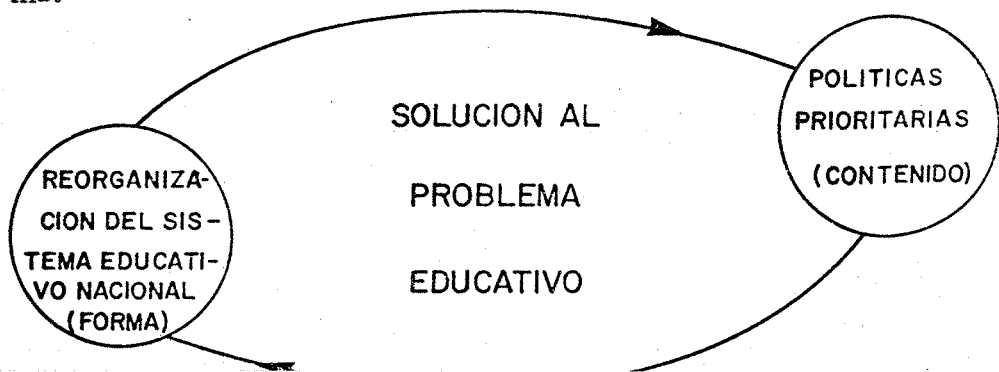 REORGANIZA-
CION DEL SIS-
TEMA EDUCATI-
VO NACIONAL
(FORMA)
SOLUCION AL
PROBLEMA
EDUCATIVO
POLITICAS
PRIORITARIAS
(CONTENIDO)